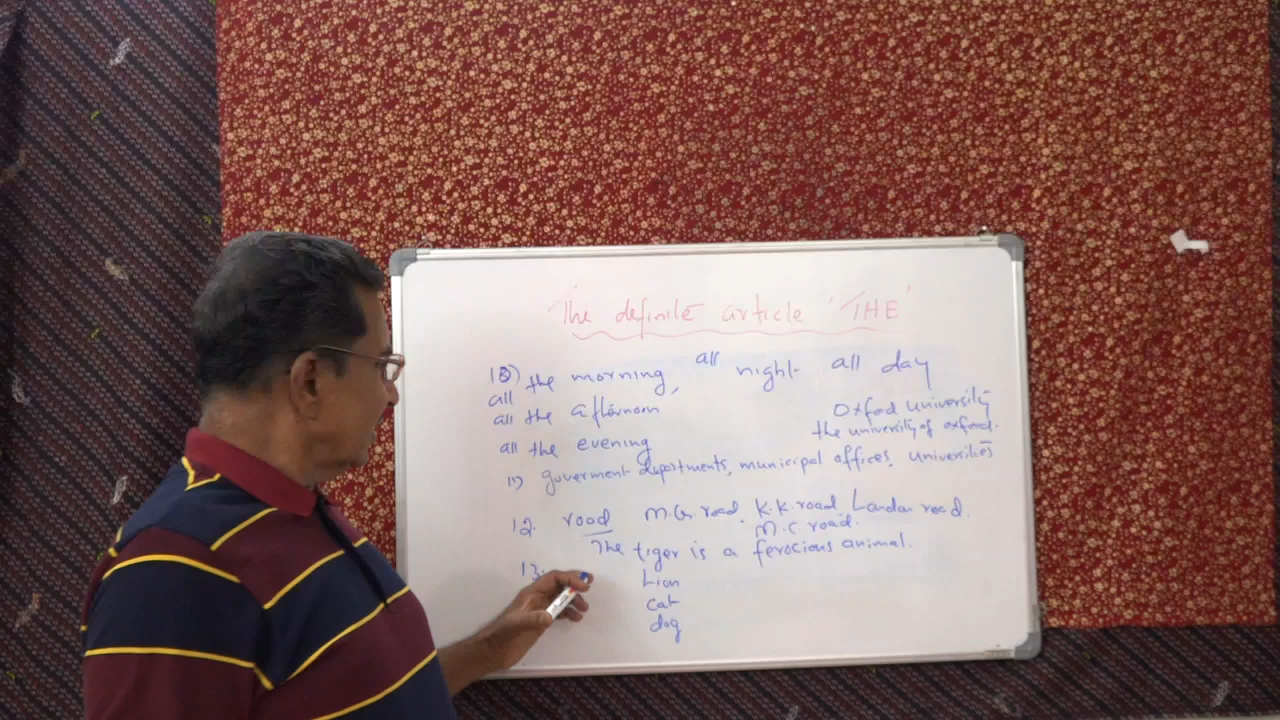 The definite article 'THE'
10) the morning, all night all day
all
all the afternoon
all the evening
Oxford university
the university of oxford.
11) goverment departments, municipal offices, universities
12. road M.G. road. K.K. road, London road.
M.C road.
The tiger is a ferocious animal.
13.
Lion
cat
dog